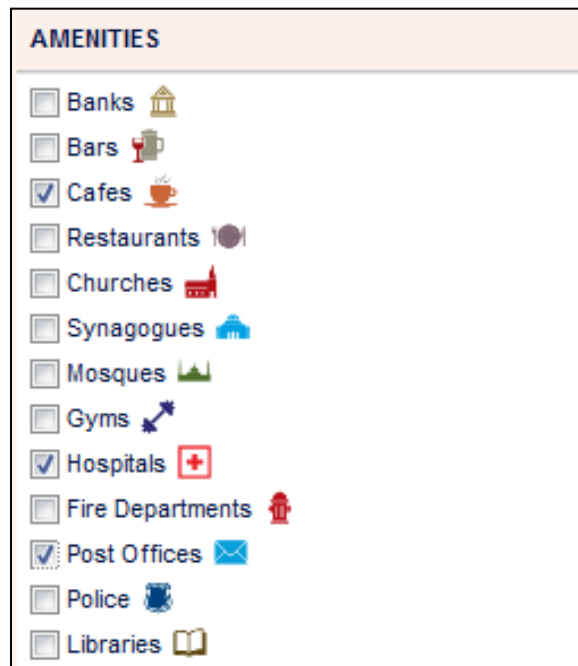 AMENITIES
Banks
Bars
Cafes
Restaurants
Churches
Synagogues
Mosques
Gyms
Hospitals
Fire Departments
Post Offices
Police
Libraries